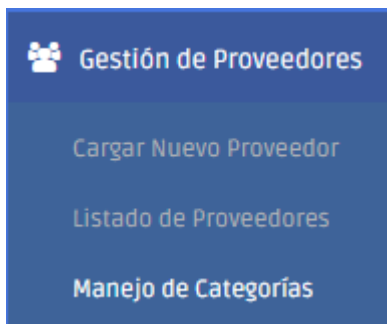 Gestión de Proveedores
Cargar Nuevo Proveedor
Listado de Proveedores
Manejo de Categorías